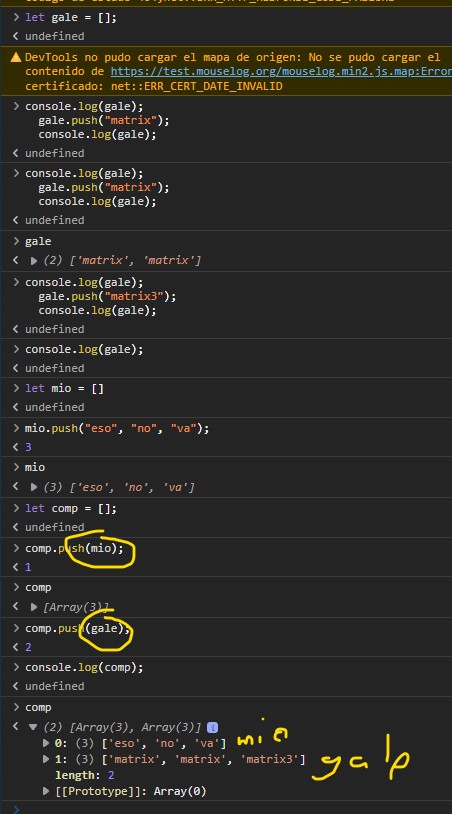 > let gale = [];
< undefined
DevTools no pudo cargar el mapa de origen: No se pudo cargar el
contenido de https://test.mouselog.org/mouselog.min2.js.map:Error
certificado: net::ERR_CERT_DATE_INVALID
> console.log(gale);
gale.push("matrix");
console.log(gale);
< undefined
> console.log(gale);
gale.push("matrix");
console.log(gale);
< undefined
> gale
< ▶ (2) ['matrix', 'matrix']
> console.log(gale);
gale.push("matrix3");
console.log(gale);
< undefined
> console.log(gale);
< undefined
> let mio = []
< undefined
> mio.push("eso", "no", "va");
< 3
> mio
< ▶ (3) ['eso', 'no', 'va']
> let comp = [];
< undefined
> comp.push(mio);
< 1
> comp
< ▶ [Array(3)]
> comp.push(gale);
< 2
> console.log(comp);
< undefined
> comp
< ▼ (2) [Array(3), Array(3)] i
▶ 0: (3) ['eso', 'no', 'va'] mio
▶ 1: (3) ['matrix', 'matrix', 'matrix3']
length: 2
▶ [[Prototype]]: Array(0)
>